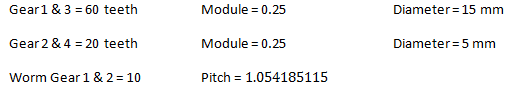 Gear 1 & 3 = 60 teeth Module = 0.25 Diameter = 15 mm
Gear 2 & 4 = 20 teeth Module = 0.25 Diameter = 5 mm
Worm Gear 1 & 2 = 10 Pitch = 1.054185115